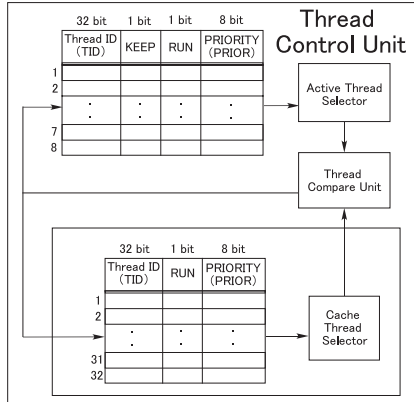 Thread
Control Unit
32 bit 1 bit 1 bit 8 bit
Thread ID (TID) KEEP RUN PRIORITY (PRIOR)
1
2
: :
7
8
Active Thread
Selector
Thread
Compare Unit
32 bit 1 bit 8 bit
Thread ID (TID) RUN PRIORITY (PRIOR)
1
2
: : :
31
32
Cache
Thread
Selector